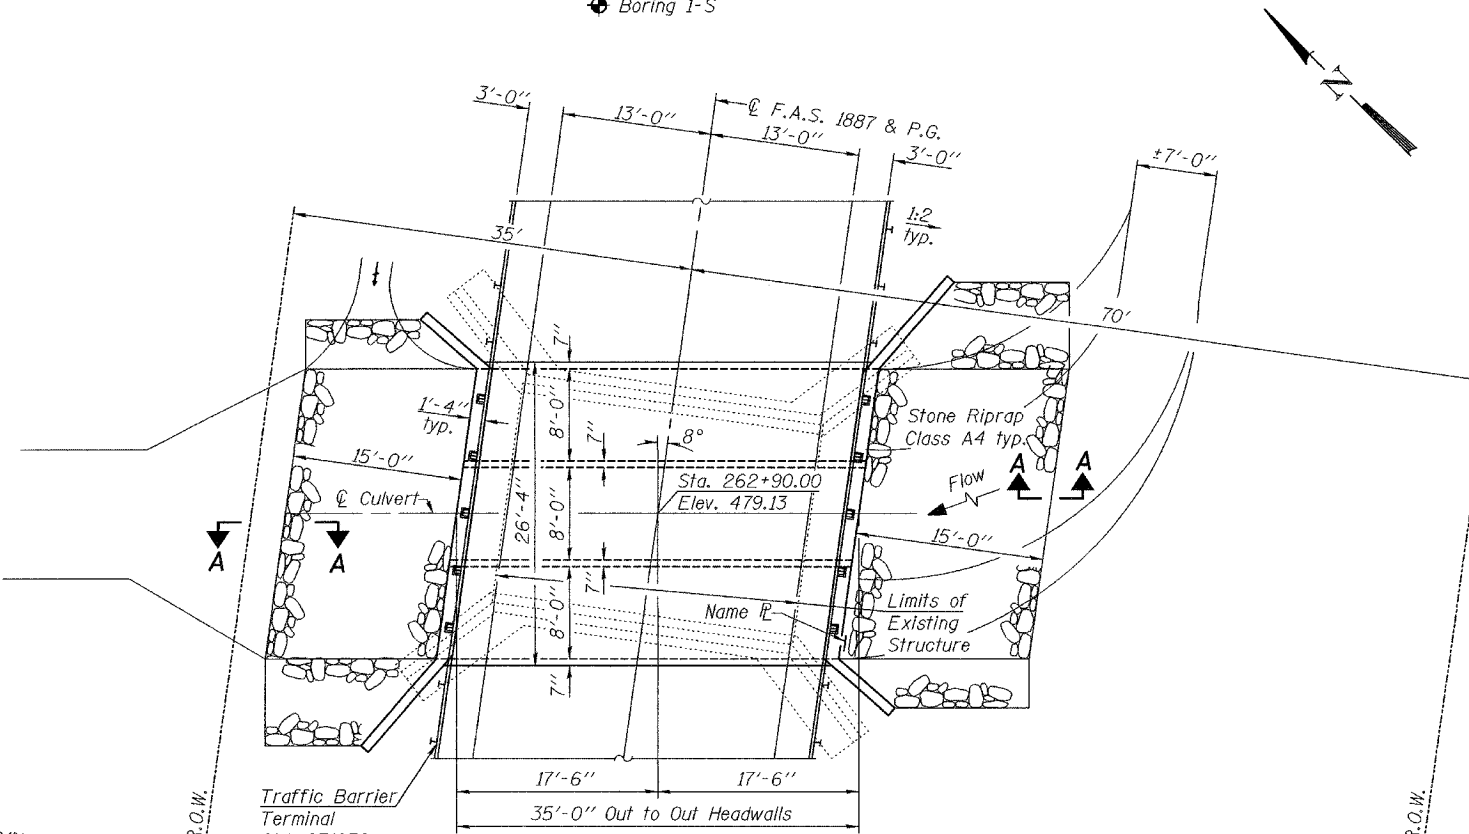 Boring 1-S
N
3'-0"
13'-0"
℄ F.A.S. 1887 & P.G.
13'-0"
3'-0"
±7'-0"
1:2
typ.
35'
70'
7"
1'-4"
typ.
8'-0"
7"
8°
Stone Riprap
Class A4 typ.
15'-0"
Sta. 262+90.00
Elev. 479.13
Flow
A
A
℄ Culvert
26'-4"
8'-0"
15'-0"
A
A
7"
8'-0"
Name ℙL
Limits of
Existing
Structure
7"
17'-6"
17'-6"
Traffic Barrier
Terminal
35'-0" Out to Out Headwalls
R.O.W.
R.O.W.